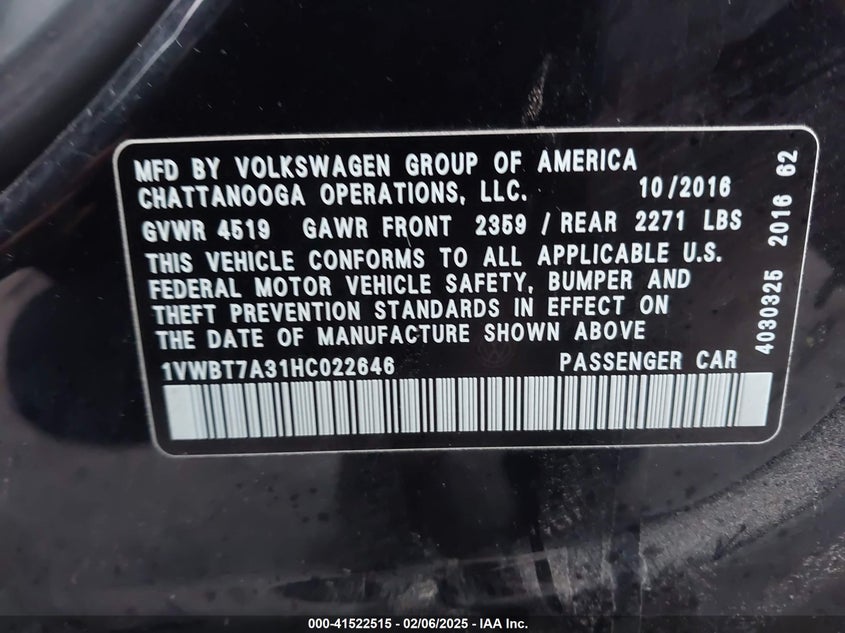 MFD BY VOLKSWAGEN GROUP OF AMERICA
CHATTANOOGA OPERATIONS, LLC. 10/2016
GVWR 4519 GAWR FRONT 2359 / REAR 2271 LBS
THIS VEHICLE CONFORMS TO ALL APPLICABLE U.S.
FEDERAL MOTOR VEHICLE SAFETY, BUMPER AND
THEFT PREVENTION STANDARDS IN EFFECT ON
THE DATE OF MANUFACTURE SHOWN ABOVE
1VWBT7A31HC022646 PASSENGER CAR
4030325 2016 62
000-41522515 - 02/06/2025 - IAA Inc.